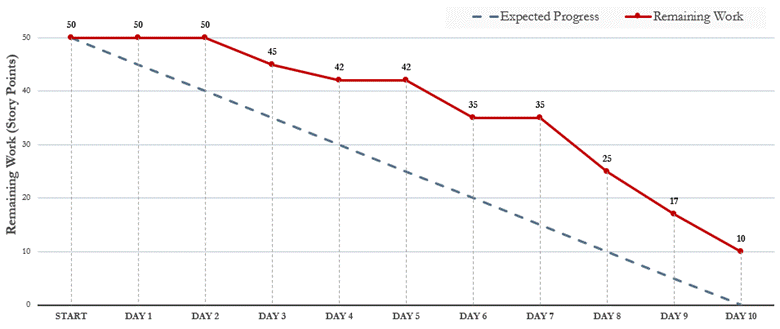 Expected Progress Remaining Work
Remaining Work (Story Points)
50 50 50 45 42 42 35 35 25 17 10
50
40
30
20
10
0
START DAY 1 DAY 2 DAY 3 DAY 4 DAY 5 DAY 6 DAY 7 DAY 8 DAY 9 DAY 10